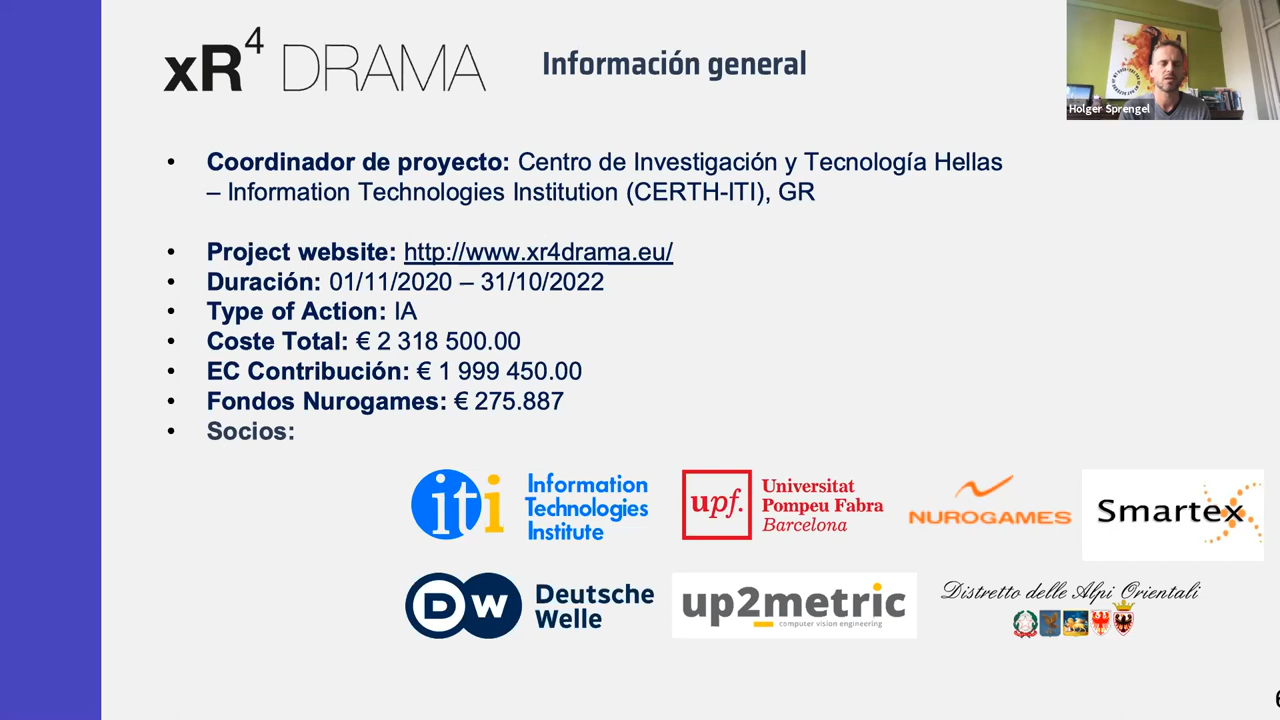 xR4 DRAMA
Información general
Holger Sprengel
• Coordinador de proyecto: Centro de Investigación y Tecnología Hellas
– Information Technologies Institution (CERTH-ITI), GR
• Project website: http://www.xr4drama.eu/
• Duración: 01/11/2020 – 31/10/2022
• Type of Action: IA
• Coste Total: € 2 318 500.00
• EC Contribución: € 1 999 450.00
• Fondos Nurogames: € 275.887
• Socios:
iti Information
Technologies
Institute
upf. Universitat
Pompeu Fabra
Barcelona
NUROGAMES
Smartex
DW Deutsche
Welle
up2metric
computer vision engineering
Distretto delle Alpi Orientali